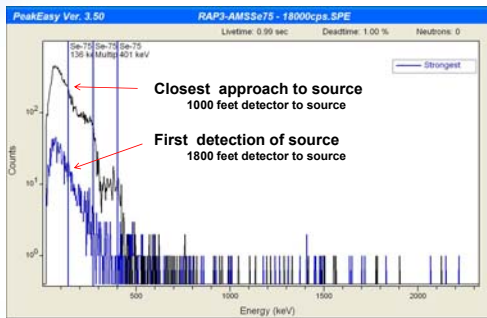 PeakEasy Ver. 3.50
RAP3-AMSSe75 - 18000cps.SPE
Livetime: 0.99 sec
Deadtime: 1.00 %
Neutrons: 0
Se-75 Se-75 Se-75
136 keV Multip 401 keV
Strongest
Closest approach to source
1000 feet detector to source
First detection of source
1800 feet detector to source
Counts
10²
10¹
10⁰
500
1000
1500
2000
Energy (keV)